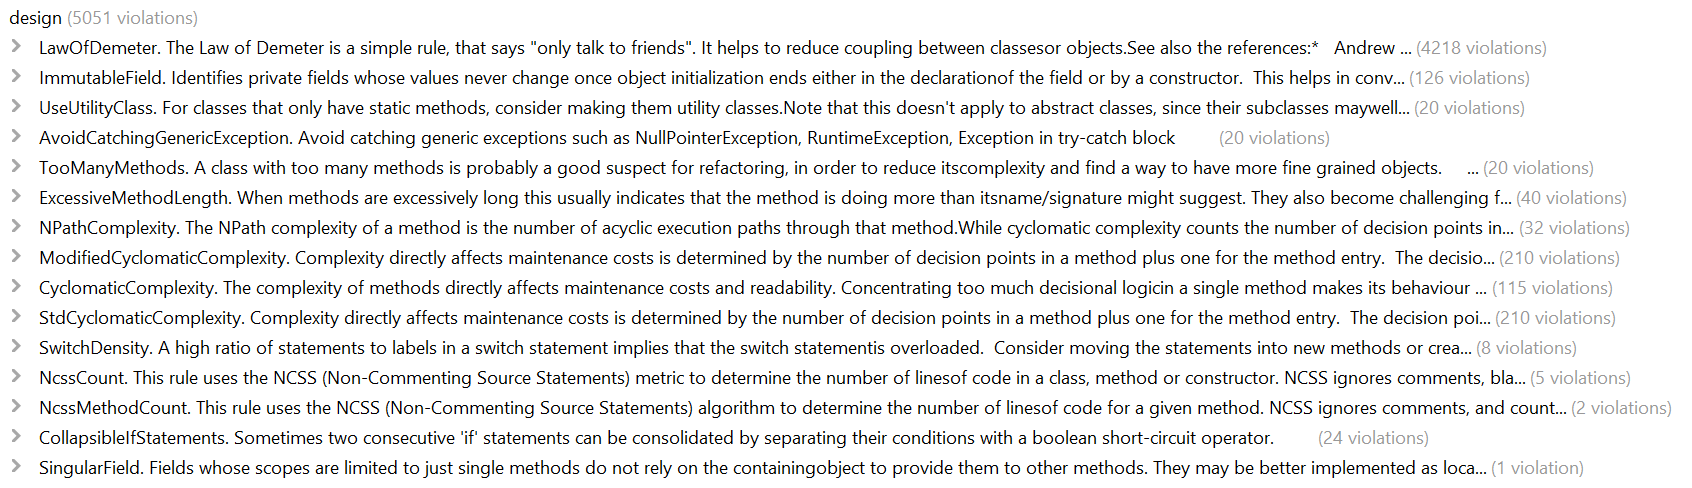 design (5051 violations)
LawOfDemeter. The Law of Demeter is a simple rule, that says "only talk to friends". It helps to reduce coupling between classesor objects.See also the references:* Andrew ... (4218 violations)
ImmutableField. Identifies private fields whose values never change once object initialization ends either in the declarationof the field or by a constructor. This helps in conv... (126 violations)
UseUtilityClass. For classes that only have static methods, consider making them utility classes.Note that this doesn't apply to abstract classes, since their subclasses maywell... (20 violations)
AvoidCatchingGenericException. Avoid catching generic exceptions such as NullPointerException, RuntimeException, Exception in try-catch block (20 violations)
TooManyMethods. A class with too many methods is probably a good suspect for refactoring, in order to reduce itscomplexity and find a way to have more fine grained objects. ... (20 violations)
ExcessiveMethodLength. When methods are excessively long this usually indicates that the method is doing more than itsname/signature might suggest. They also become challenging f... (40 violations)
NPathComplexity. The NPath complexity of a method is the number of acyclic execution paths through that method.While cyclomatic complexity counts the number of decision points in... (32 violations)
ModifiedCyclomaticComplexity. Complexity directly affects maintenance costs is determined by the number of decision points in a method plus one for the method entry. The decisio... (210 violations)
CyclomaticComplexity. The complexity of methods directly affects maintenance costs and readability. Concentrating too much decisional logicin a single method makes its behaviour ... (115 violations)
StdCyclomaticComplexity. Complexity directly affects maintenance costs is determined by the number of decision points in a method plus one for the method entry. The decision poi... (210 violations)
SwitchDensity. A high ratio of statements to labels in a switch statement implies that the switch statementis overloaded. Consider moving the statements into new methods or crea... (8 violations)
NcssCount. This rule uses the NCSS (Non-Commenting Source Statements) metric to determine the number of linesof code in a class, method or constructor. NCSS ignores comments, bla... (5 violations)
NcssMethodCount. This rule uses the NCSS (Non-Commenting Source Statements) algorithm to determine the number of linesof code for a given method. NCSS ignores comments, and count... (2 violations)
CollapsibleIfStatements. Sometimes two consecutive 'if' statements can be consolidated by separating their conditions with a boolean short-circuit operator. (24 violations)
SingularField. Fields whose scopes are limited to just single methods do not rely on the containingobject to provide them to other methods. They may be better implemented as loca... (1 violation)